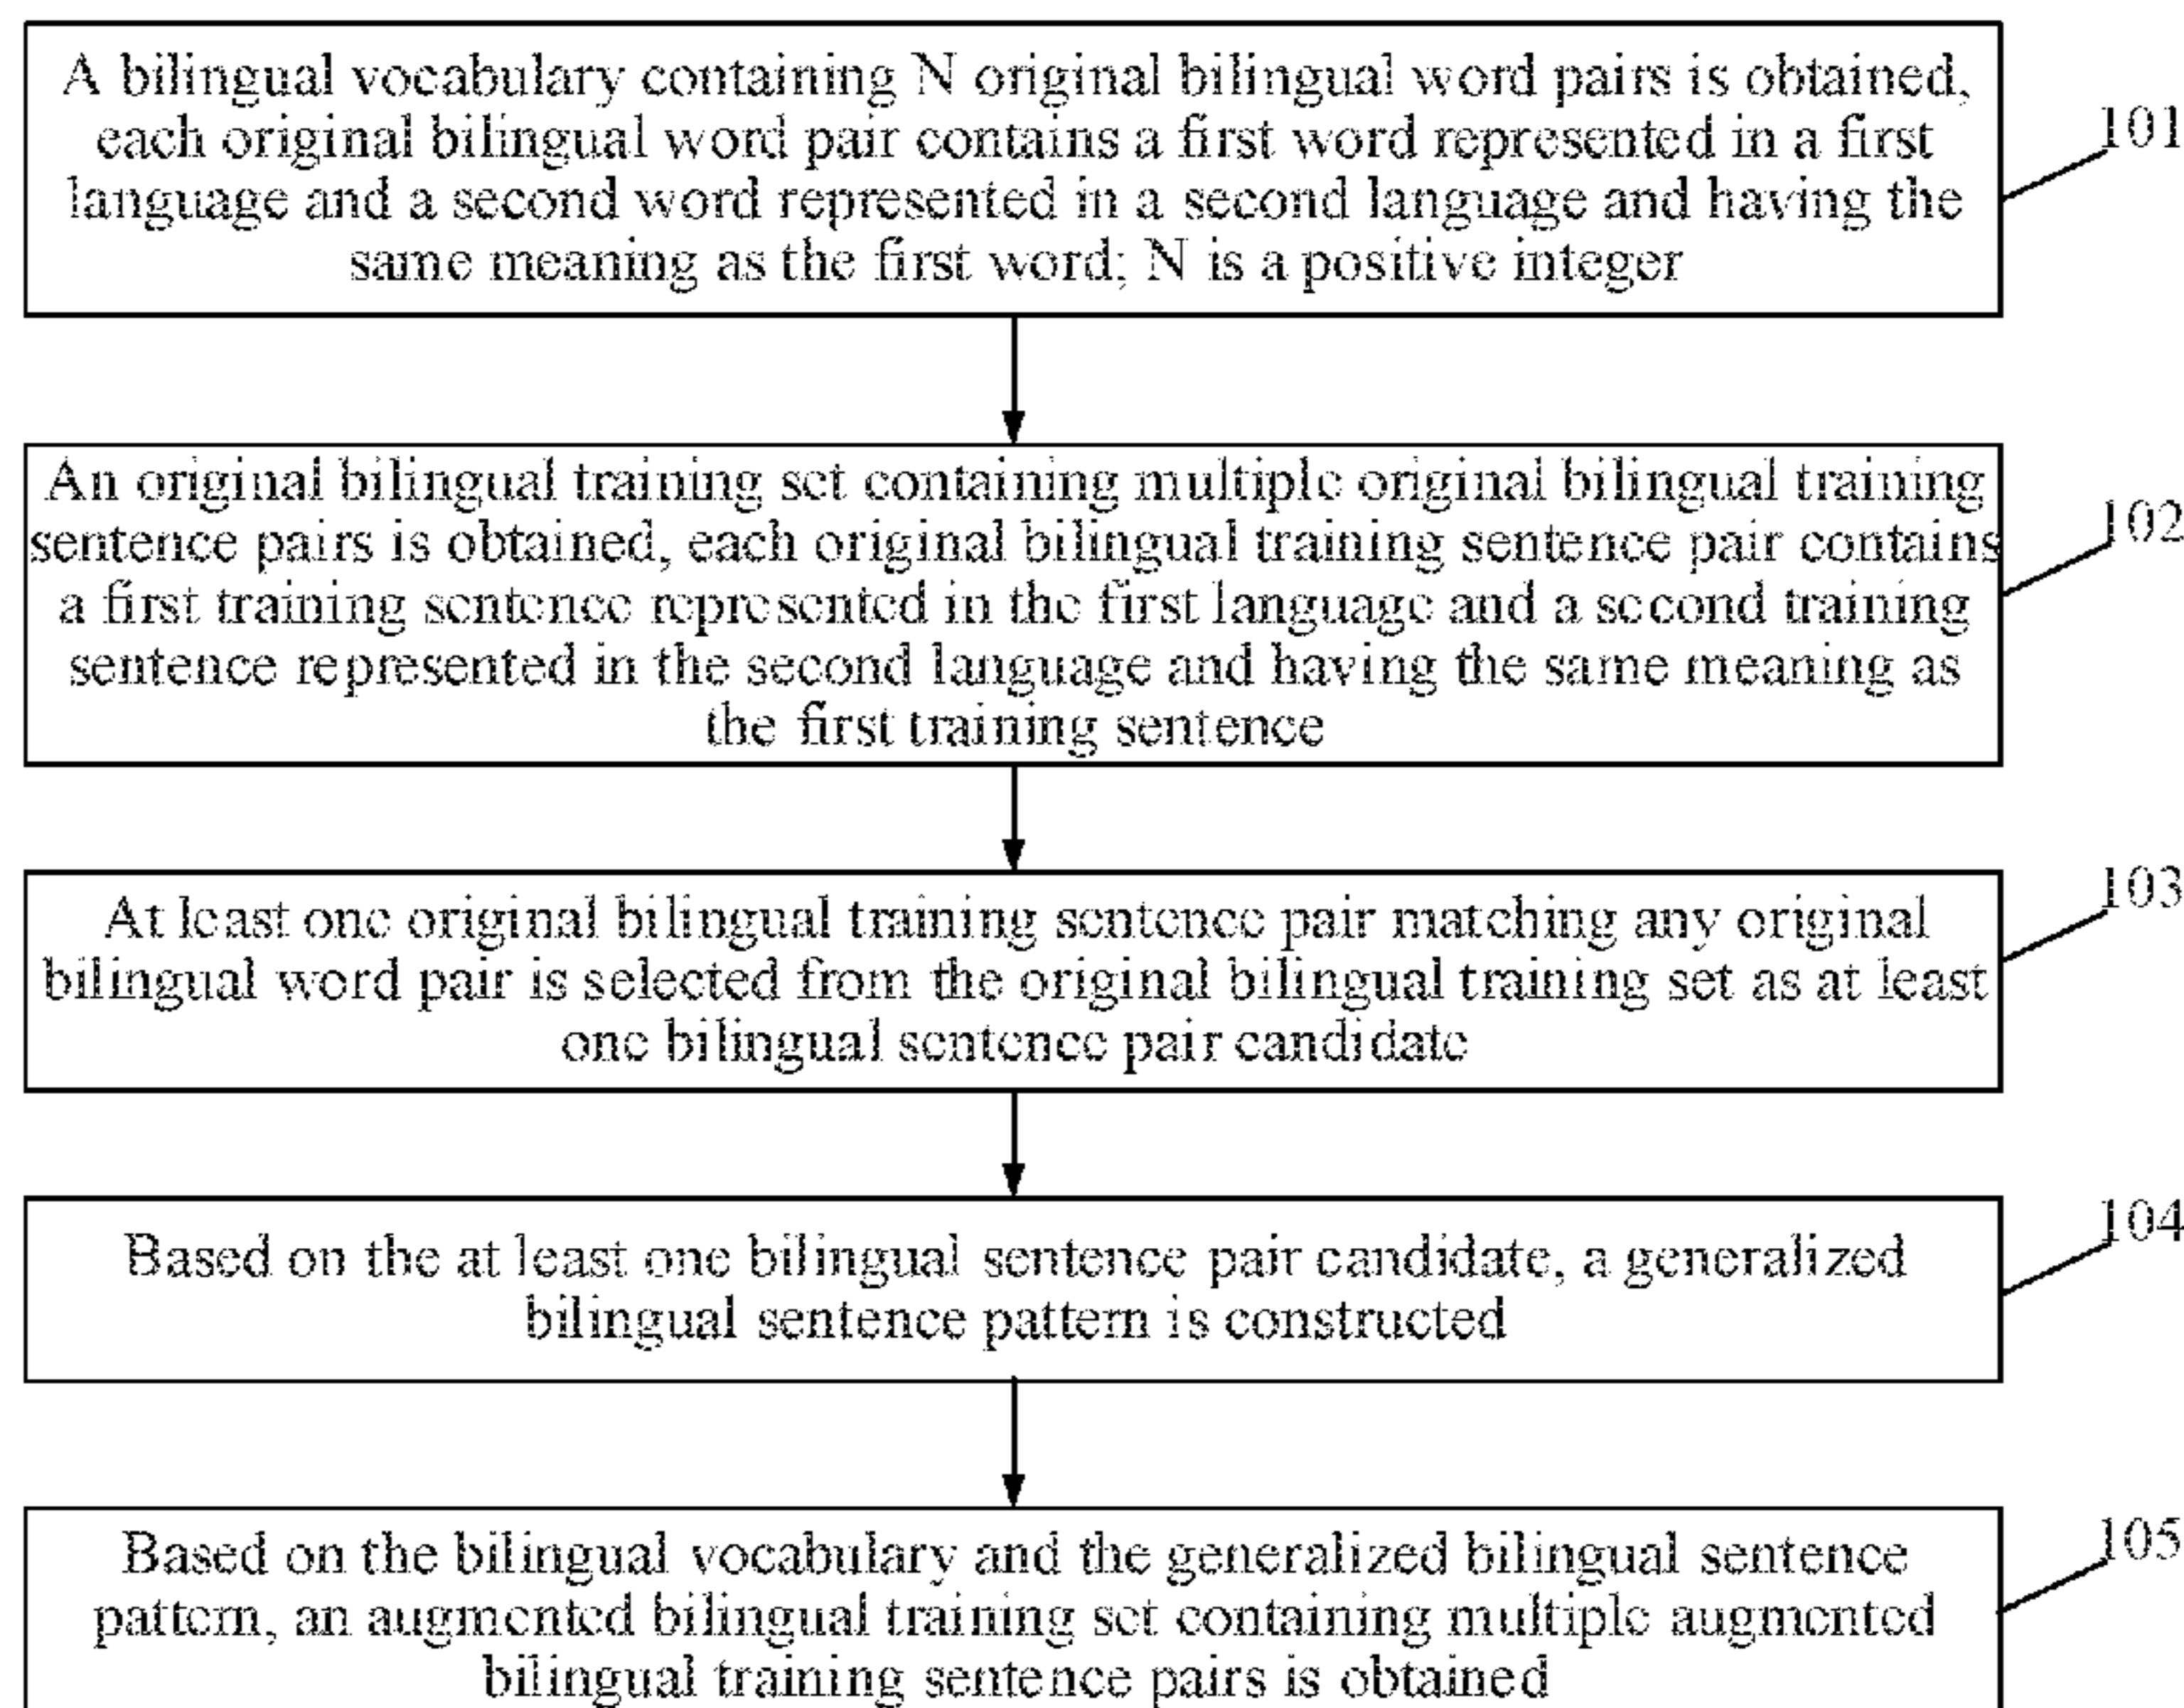 A bilingual vocabulary containing N original bilingual word pairs is obtained,
each original bilingual word pair contains a first word represented in a first
language and a second word represented in a second language and having the
same meaning as the first word; N is a positive integer
101
An original bilingual training set containing multiple original bilingual training
sentence pairs is obtained, each original bilingual training sentence pair contains
a first training sentence represented in the first language and a second training
sentence represented in the second language and having the same meaning as
the first training sentence
102
At least one original bilingual training sentence pair matching any original
bilingual word pair is selected from the original bilingual training set as at least
one bilingual sentence pair candidate
103
Based on the at least one bilingual sentence pair candidate, a generalized
bilingual sentence pattern is constructed
104
Based on the bilingual vocabulary and the generalized bilingual sentence
pattern, an augmented bilingual training set containing multiple augmented
bilingual training sentence pairs is obtained
105